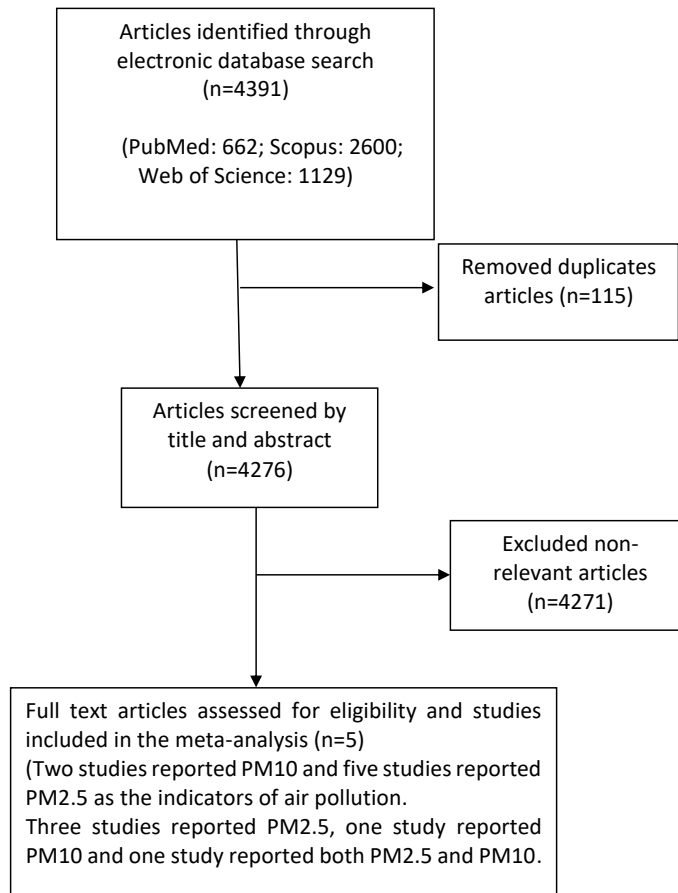 Articles identified through
electronic database search
(n=4391)
(PubMed: 662; Scopus: 2600;
Web of Science: 1129)
Removed duplicates
articles (n=115)
Articles screened by
title and abstract
(n=4276)
Excluded non-
relevant articles
(n=4271)
Full text articles assessed for eligibility and studies
included in the meta-analysis (n=5)
(Two studies reported PM10 and five studies reported
PM2.5 as the indicators of air pollution.
Three studies reported PM2.5, one study reported
PM10 and one study reported both PM2.5 and PM10.